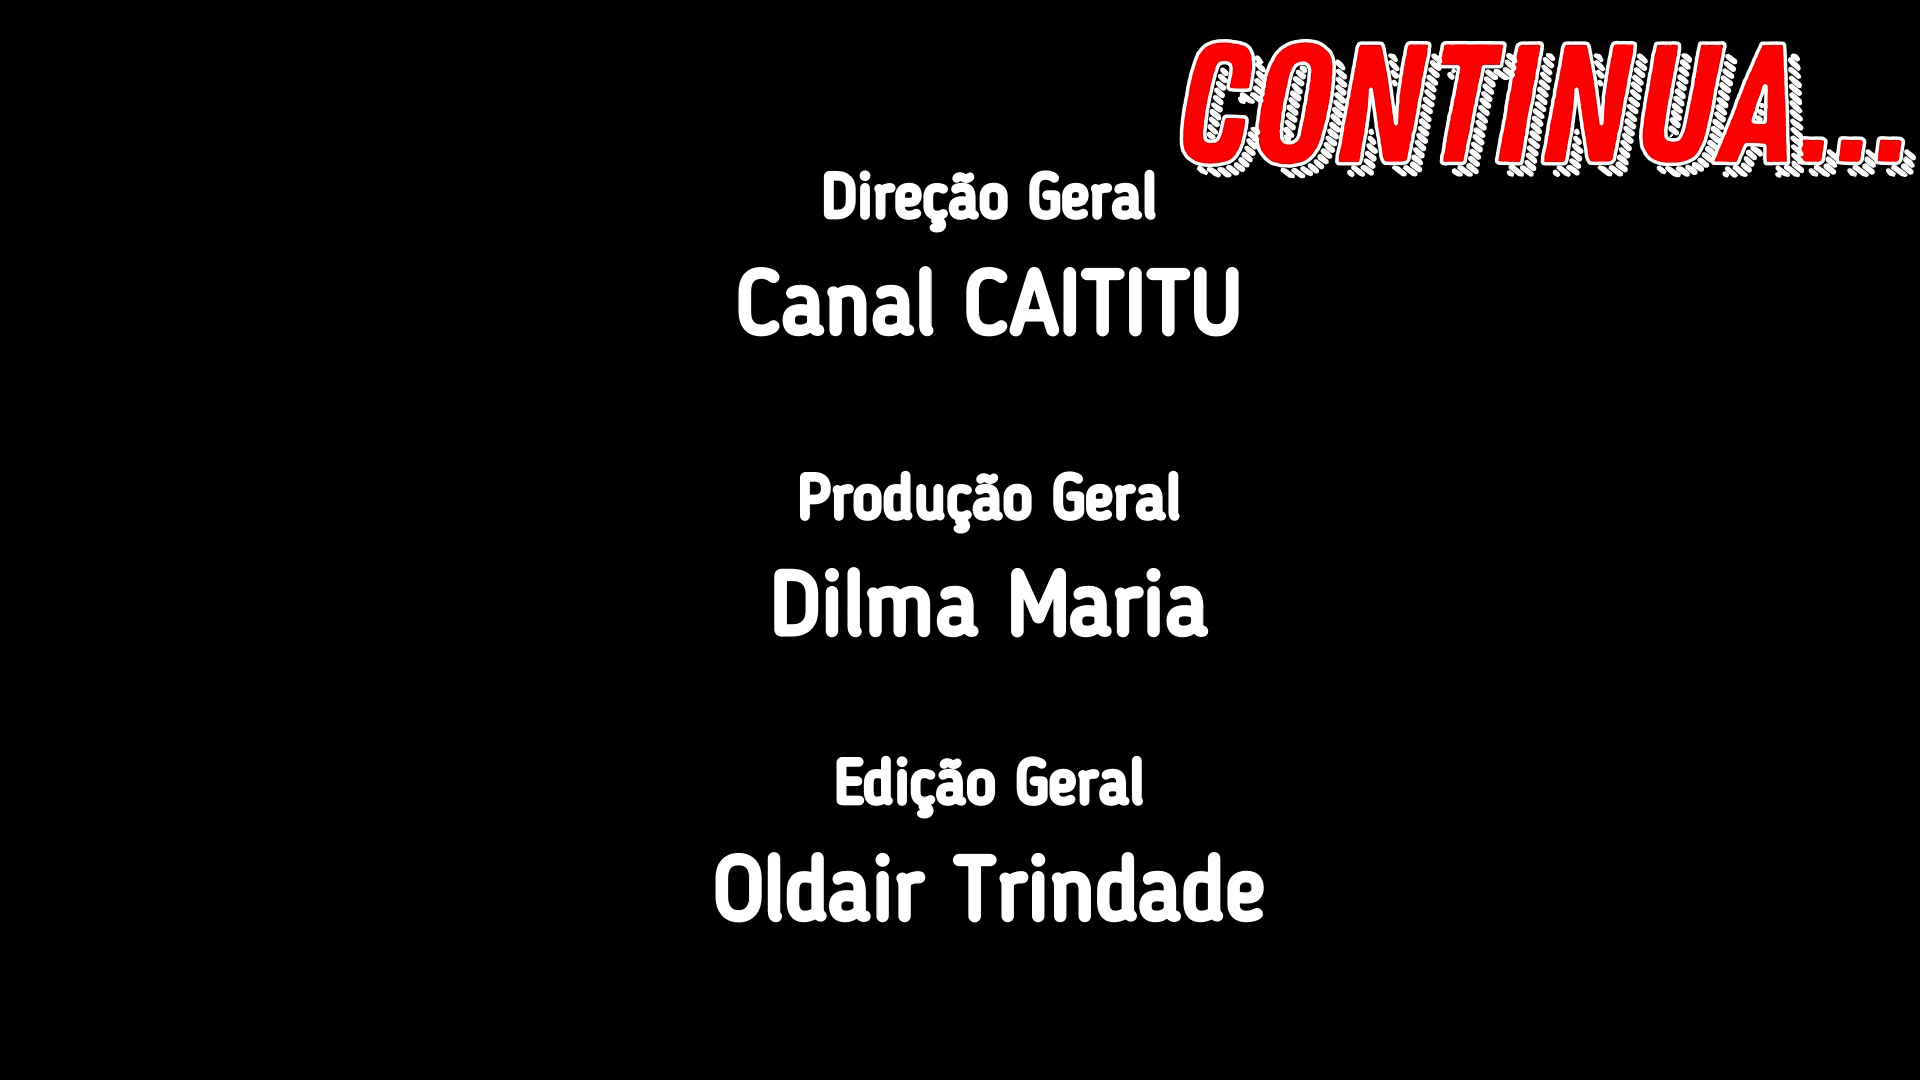 CONTINUA...
Direção Geral
Canal CAITITU
Produção Geral
Dilma Maria
Edição Geral
Oldair Trindade